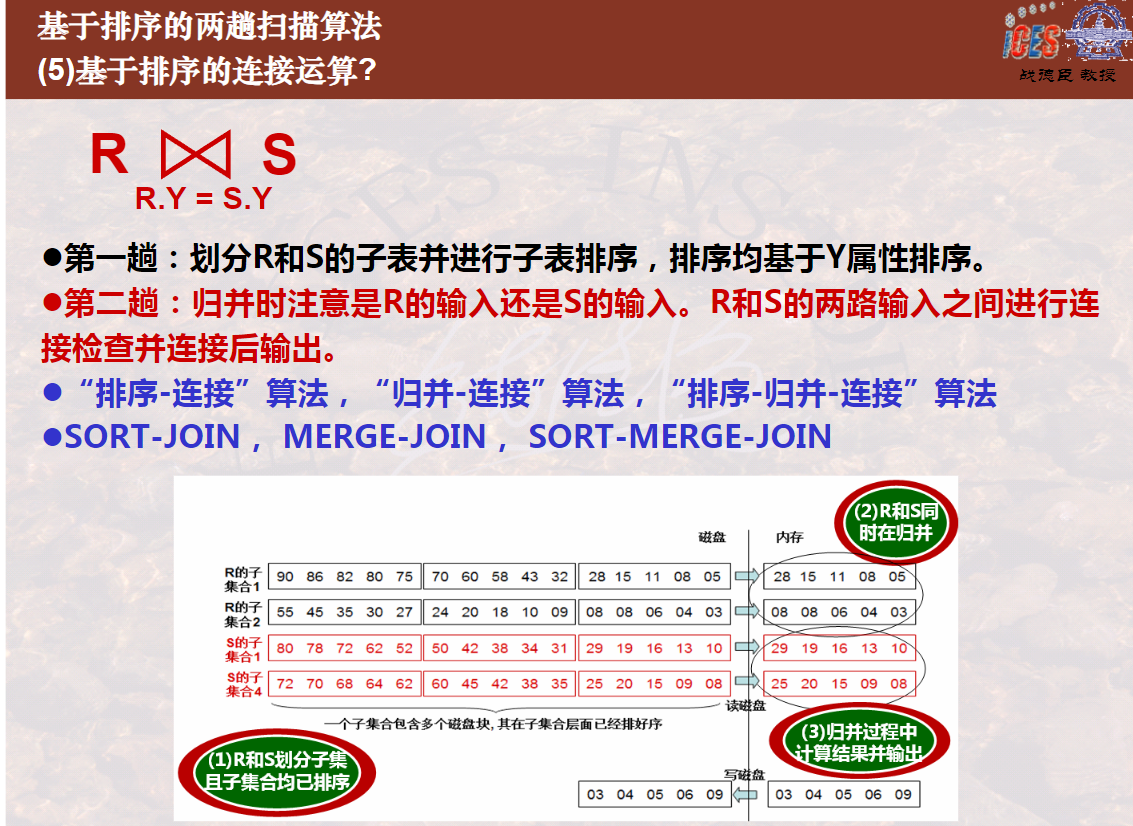 基于排序的两趟扫描算法
(5)基于排序的连接运算?
iCES
战德臣 教授
R ⋈ S
R.Y = S.Y
●第一趟：划分R和S的子表并进行子表排序，排序均基于Y属性排序。
●第二趟：归并时注意是R的输入还是S的输入。R和S的两路输入之间进行连
接检查并连接后输出。
●“排序-连接”算法，“归并-连接”算法，“排序-归并-连接”算法
●SORT-JOIN， MERGE-JOIN， SORT-MERGE-JOIN
(2)R和S同
时在归并
磁盘 内存
R的子
集合1
90 86 82 80 75 70 60 58 43 32 28 15 11 08 05 28 15 11 08 05
R的子
集合2
55 45 35 30 27 24 20 18 10 09 08 08 06 04 03 08 08 06 04 03
S的子
集合1
80 78 72 62 52 50 42 38 34 31 29 19 16 13 10 29 19 16 13 10
S的子
集合4
72 70 68 64 62 60 45 42 38 35 25 20 15 09 08 25 20 15 09 08
读磁盘
一个子集合包含多个磁盘块, 其在子集合层面已经排好序
(1)R和S划分子集
且子集合均已排序
(3)归并过程中
计算结果并输出
写磁盘
03 04 05 06 09 03 04 05 06 09